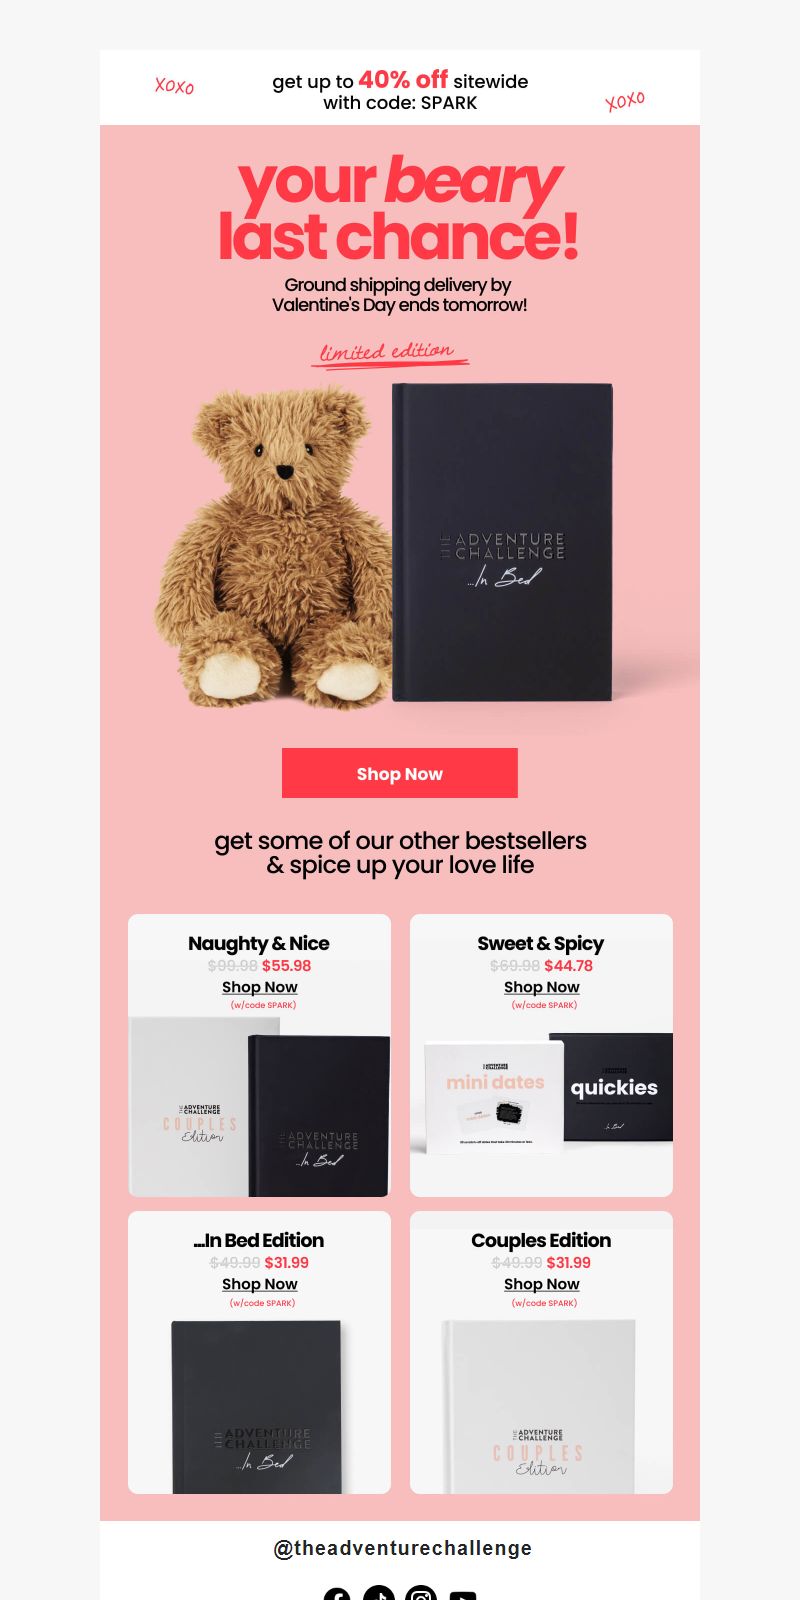 xoxo
get up to 40% off sitewide
with code: SPARK
xoxo
your beary
last chance!
Ground shipping delivery by
Valentine's Day ends tomorrow!
limited edition
THE ADVENTURE
CHALLENGE
...In Bed
Shop Now
get some of our other bestsellers
& spice up your love life
Naughty & Nice
$99.98 $55.98
Shop Now
(w/code SPARK)
THE ADVENTURE
CHALLENGE
COUPLES
Edition
THE ADVENTURE
CHALLENGE
...In Bed
Sweet & Spicy
$69.98 $44.78
Shop Now
(w/code SPARK)
THE ADVENTURE
CHALLENGE
mini dates
quickies
...In Bed
...In Bed Edition
$49.99 $31.99
Shop Now
(w/code SPARK)
THE ADVENTURE
CHALLENGE
...In Bed
Couples Edition
$49.99 $31.99
Shop Now
(w/code SPARK)
THE ADVENTURE
CHALLENGE
COUPLES
Edition
@theadventurechallenge